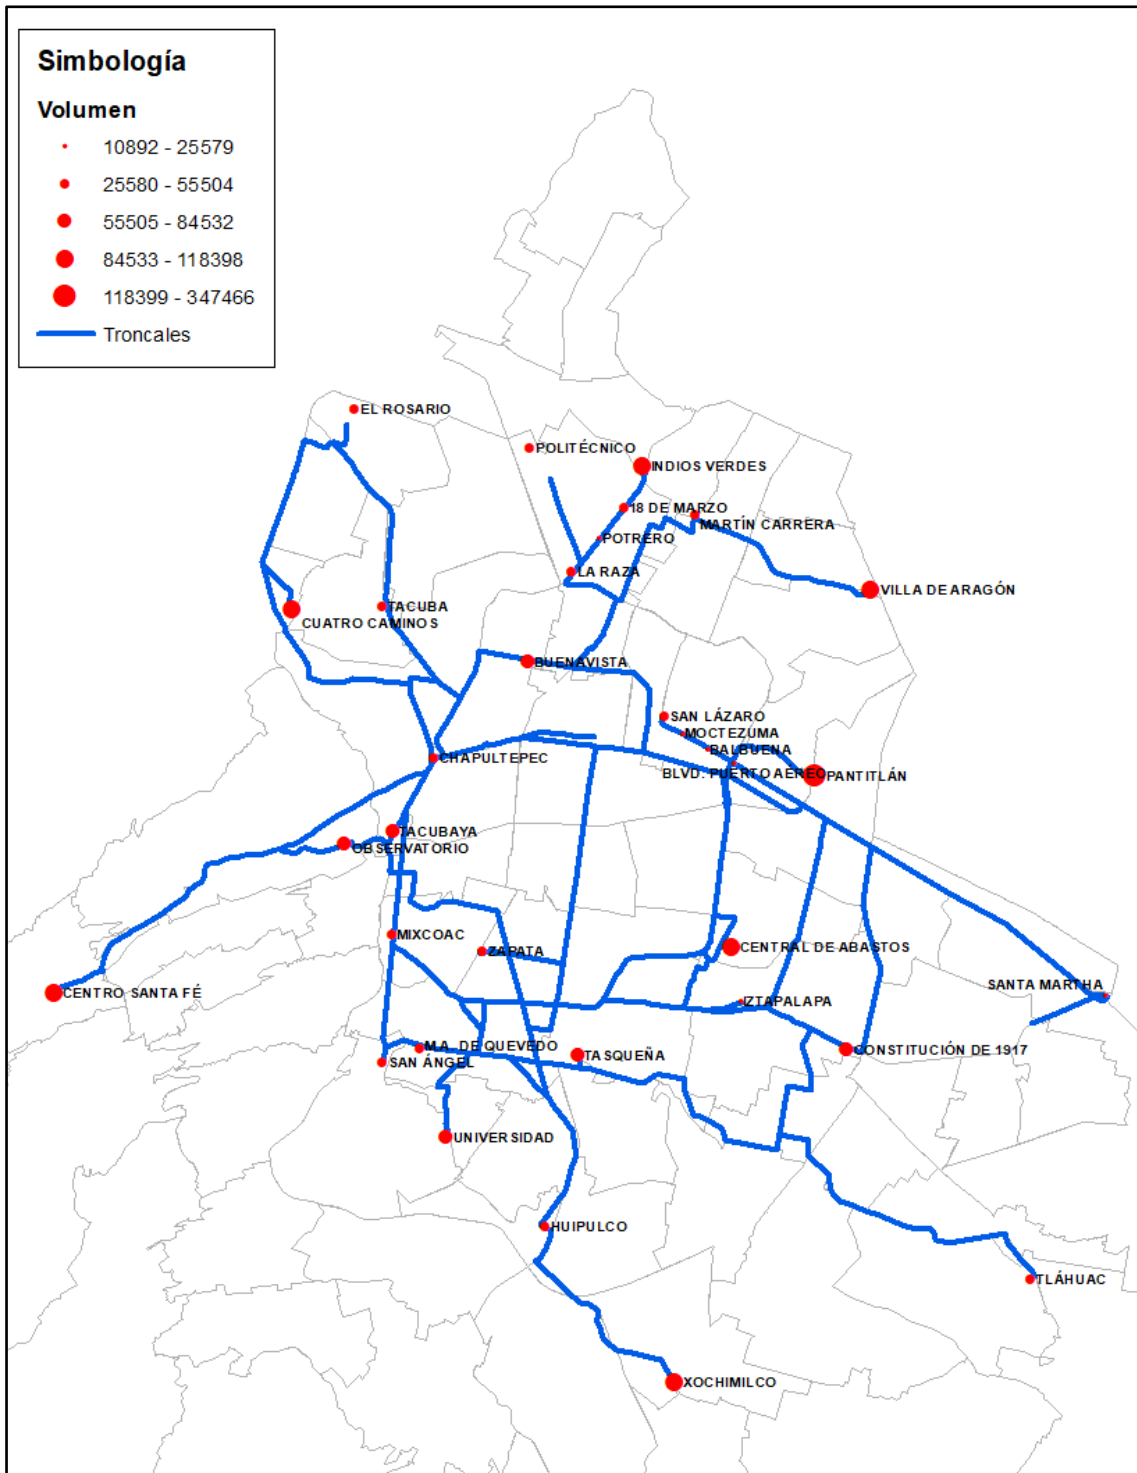 Simbología
Volumen
10892 - 25579
25580 - 55504
55505 - 84532
84533 - 118398
118399 - 347466
Troncales
EL ROSARIO
POLITÉCNICO
INDIOS VERDES
18 DE MARZO
MARTÍN CARRERA
POTRERO
LA RAZA
VILLA DE ARAGÓN
TACUBA
CUATRO CAMINOS
BUENAVISTA
SAN LÁZARO
MOCTEZUMA
BALBUENA
CHAPULTEPEC
BLVD. PUERTO AÉREO
PANTITLÁN
TACUBAYA
OBSERVATORIO
MIXCOAC
ZAPATA
CENTRAL DE ABASTOS
SANTA MARTHA
CENTRO SANTA FÉ
IZTAPALAPA
M.A. DE QUEVEDO
TASQUEÑA
CONSTITUCIÓN DE 1917
SAN ÁNGEL
UNIVERSIDAD
HUIPULCO
TLÁHUAC
XOCHIMILCO